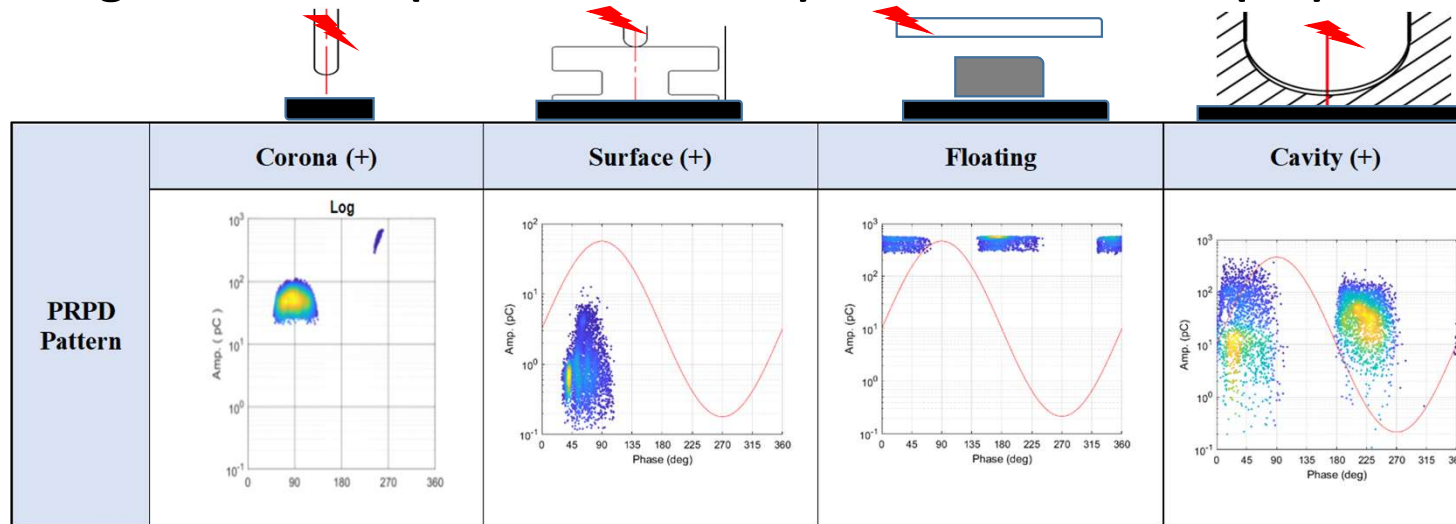 Corona (+) Surface (+) Floating Cavity (+)
PRPD
Pattern
Log
10³
10²
10¹
10⁰
10⁻¹
Amp. ( pC )
0 90 180 270 360
10²
10¹
10⁰
10⁻¹
Amp. (pC)
0 45 90 135 180 225 270 315 360
Phase (deg)
10³
10²
10¹
10⁰
10⁻¹
Amp. (pC)
0 45 90 135 180 225 270 315 360
Phase (deg)
10³
10²
10¹
10⁰
10⁻¹
Amp. (pC)
0 45 90 135 180 225 270 315
Phase (deg)